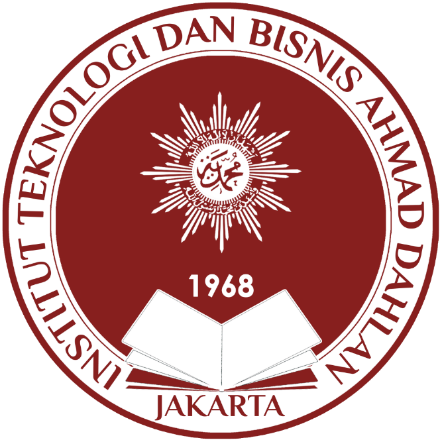 INSTITUT TEKNOLOGI DAN BISNIS AHMAD DAHLAN
1968
JAKARTA